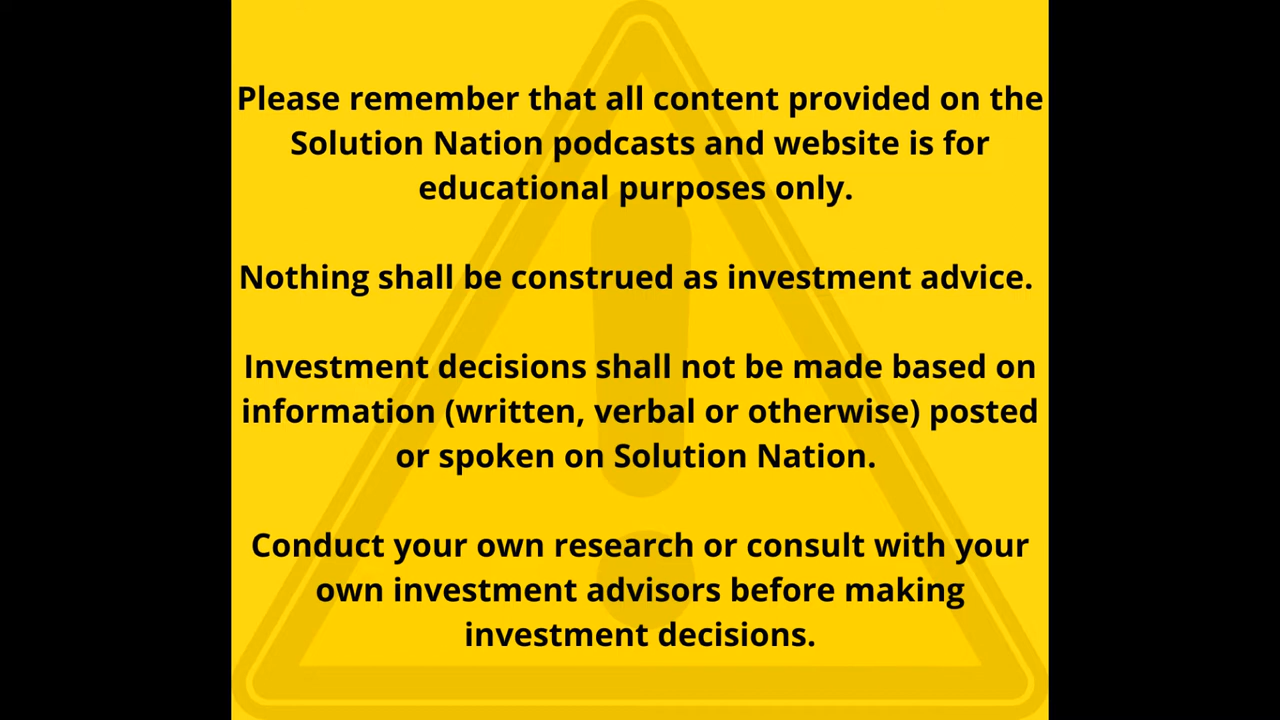 Please remember that all content provided on the
Solution Nation podcasts and website is for
educational purposes only.
Nothing shall be construed as investment advice.
Investment decisions shall not be made based on
information (written, verbal or otherwise) posted
or spoken on Solution Nation.
Conduct your own research or consult with your
own investment advisors before making
investment decisions.